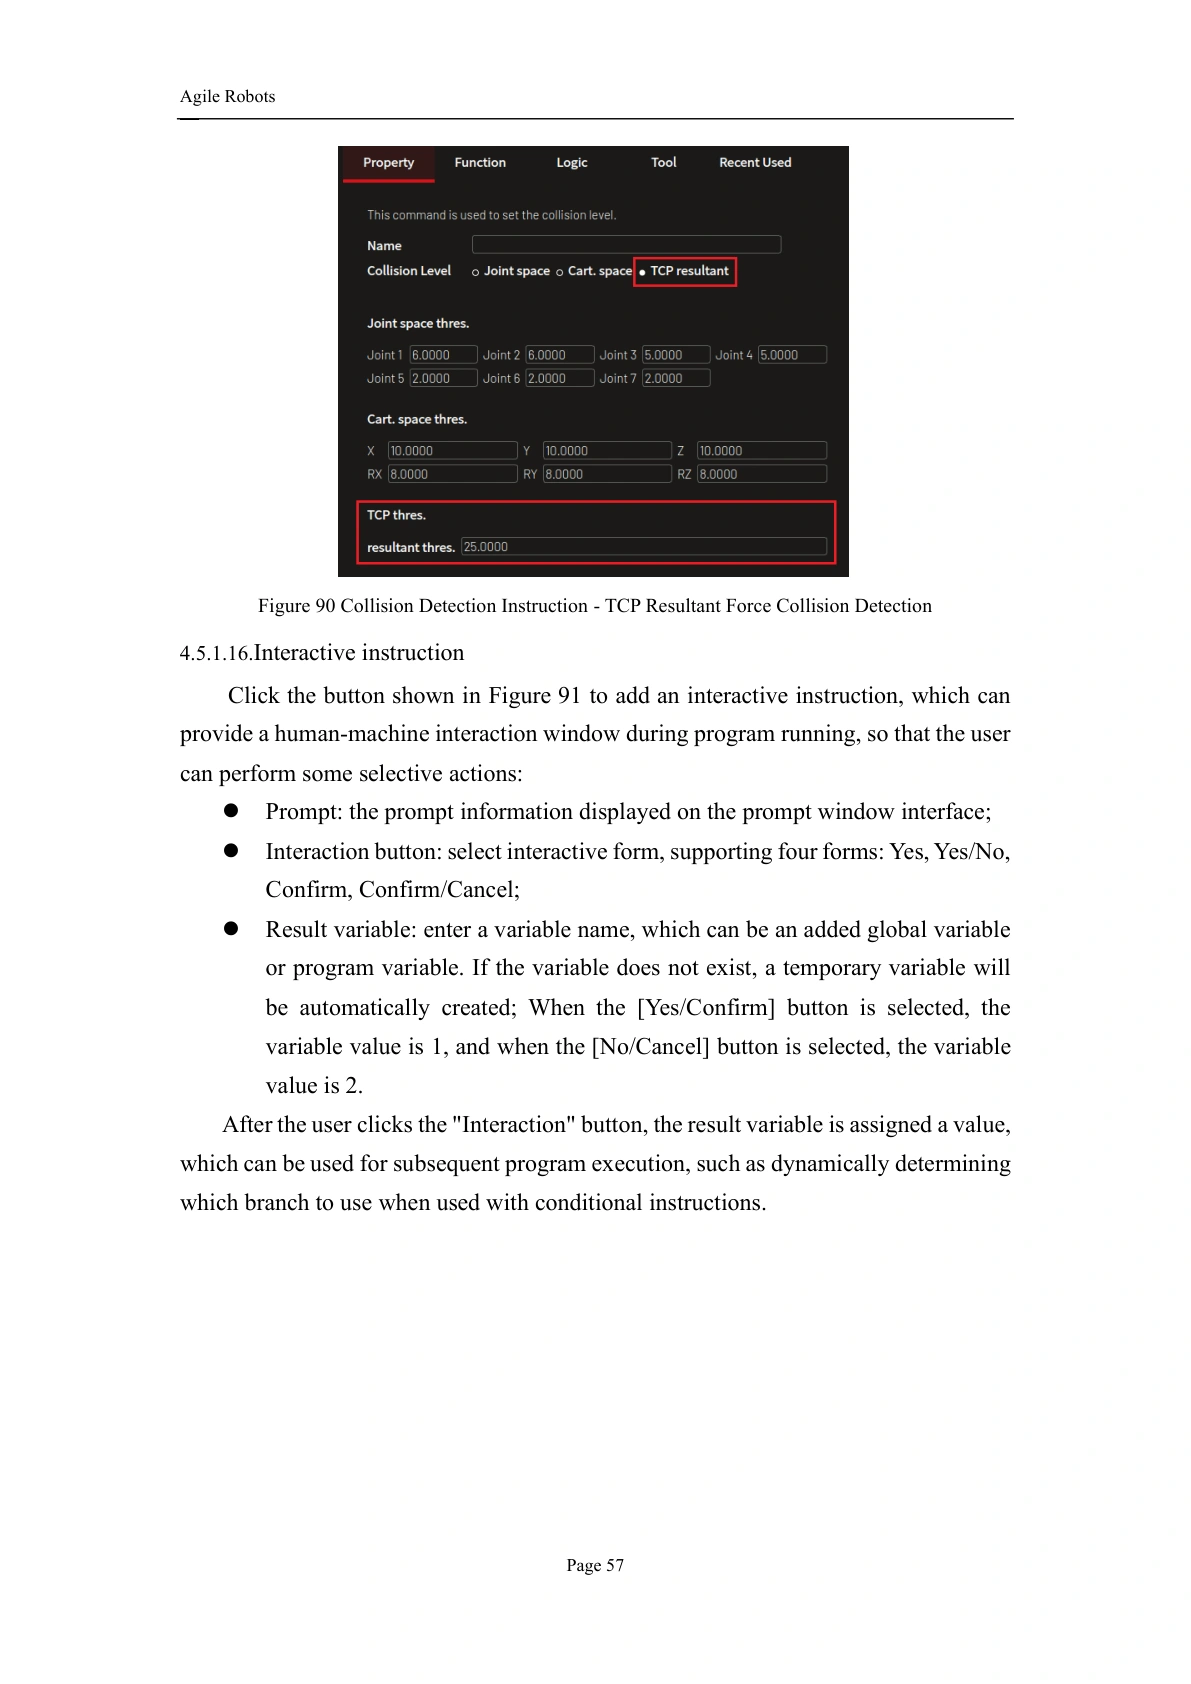 Agile Robots
Property Function Logic Tool Recent Used
This command is used to set the collision level.
Name
Collision Level Joint space Cart. space TCP resultant
Joint space thres.
Joint 1 6.0000 Joint 2 6.0000 Joint 3 5.0000 Joint 4 5.0000
Joint 5 2.0000 Joint 6 2.0000 Joint 7 2.0000
Cart. space thres.
X 10.0000 Y 10.0000 Z 10.0000
RX 8.0000 RY 8.0000 RZ 8.0000
TCP thres.
resultant thres. 25.0000
Figure 90 Collision Detection Instruction - TCP Resultant Force Collision Detection
4.5.1.16.Interactive instruction
Click the button shown in Figure 91 to add an interactive instruction, which can
provide a human-machine interaction window during program running, so that the user
can perform some selective actions:
● Prompt: the prompt information displayed on the prompt window interface;
● Interaction button: select interactive form, supporting four forms: Yes, Yes/No,
Confirm, Confirm/Cancel;
● Result variable: enter a variable name, which can be an added global variable
or program variable. If the variable does not exist, a temporary variable will
be automatically created; When the [Yes/Confirm] button is selected, the
variable value is 1, and when the [No/Cancel] button is selected, the variable
value is 2.
After the user clicks the "Interaction" button, the result variable is assigned a value,
which can be used for subsequent program execution, such as dynamically determining
which branch to use when used with conditional instructions.
Page 57